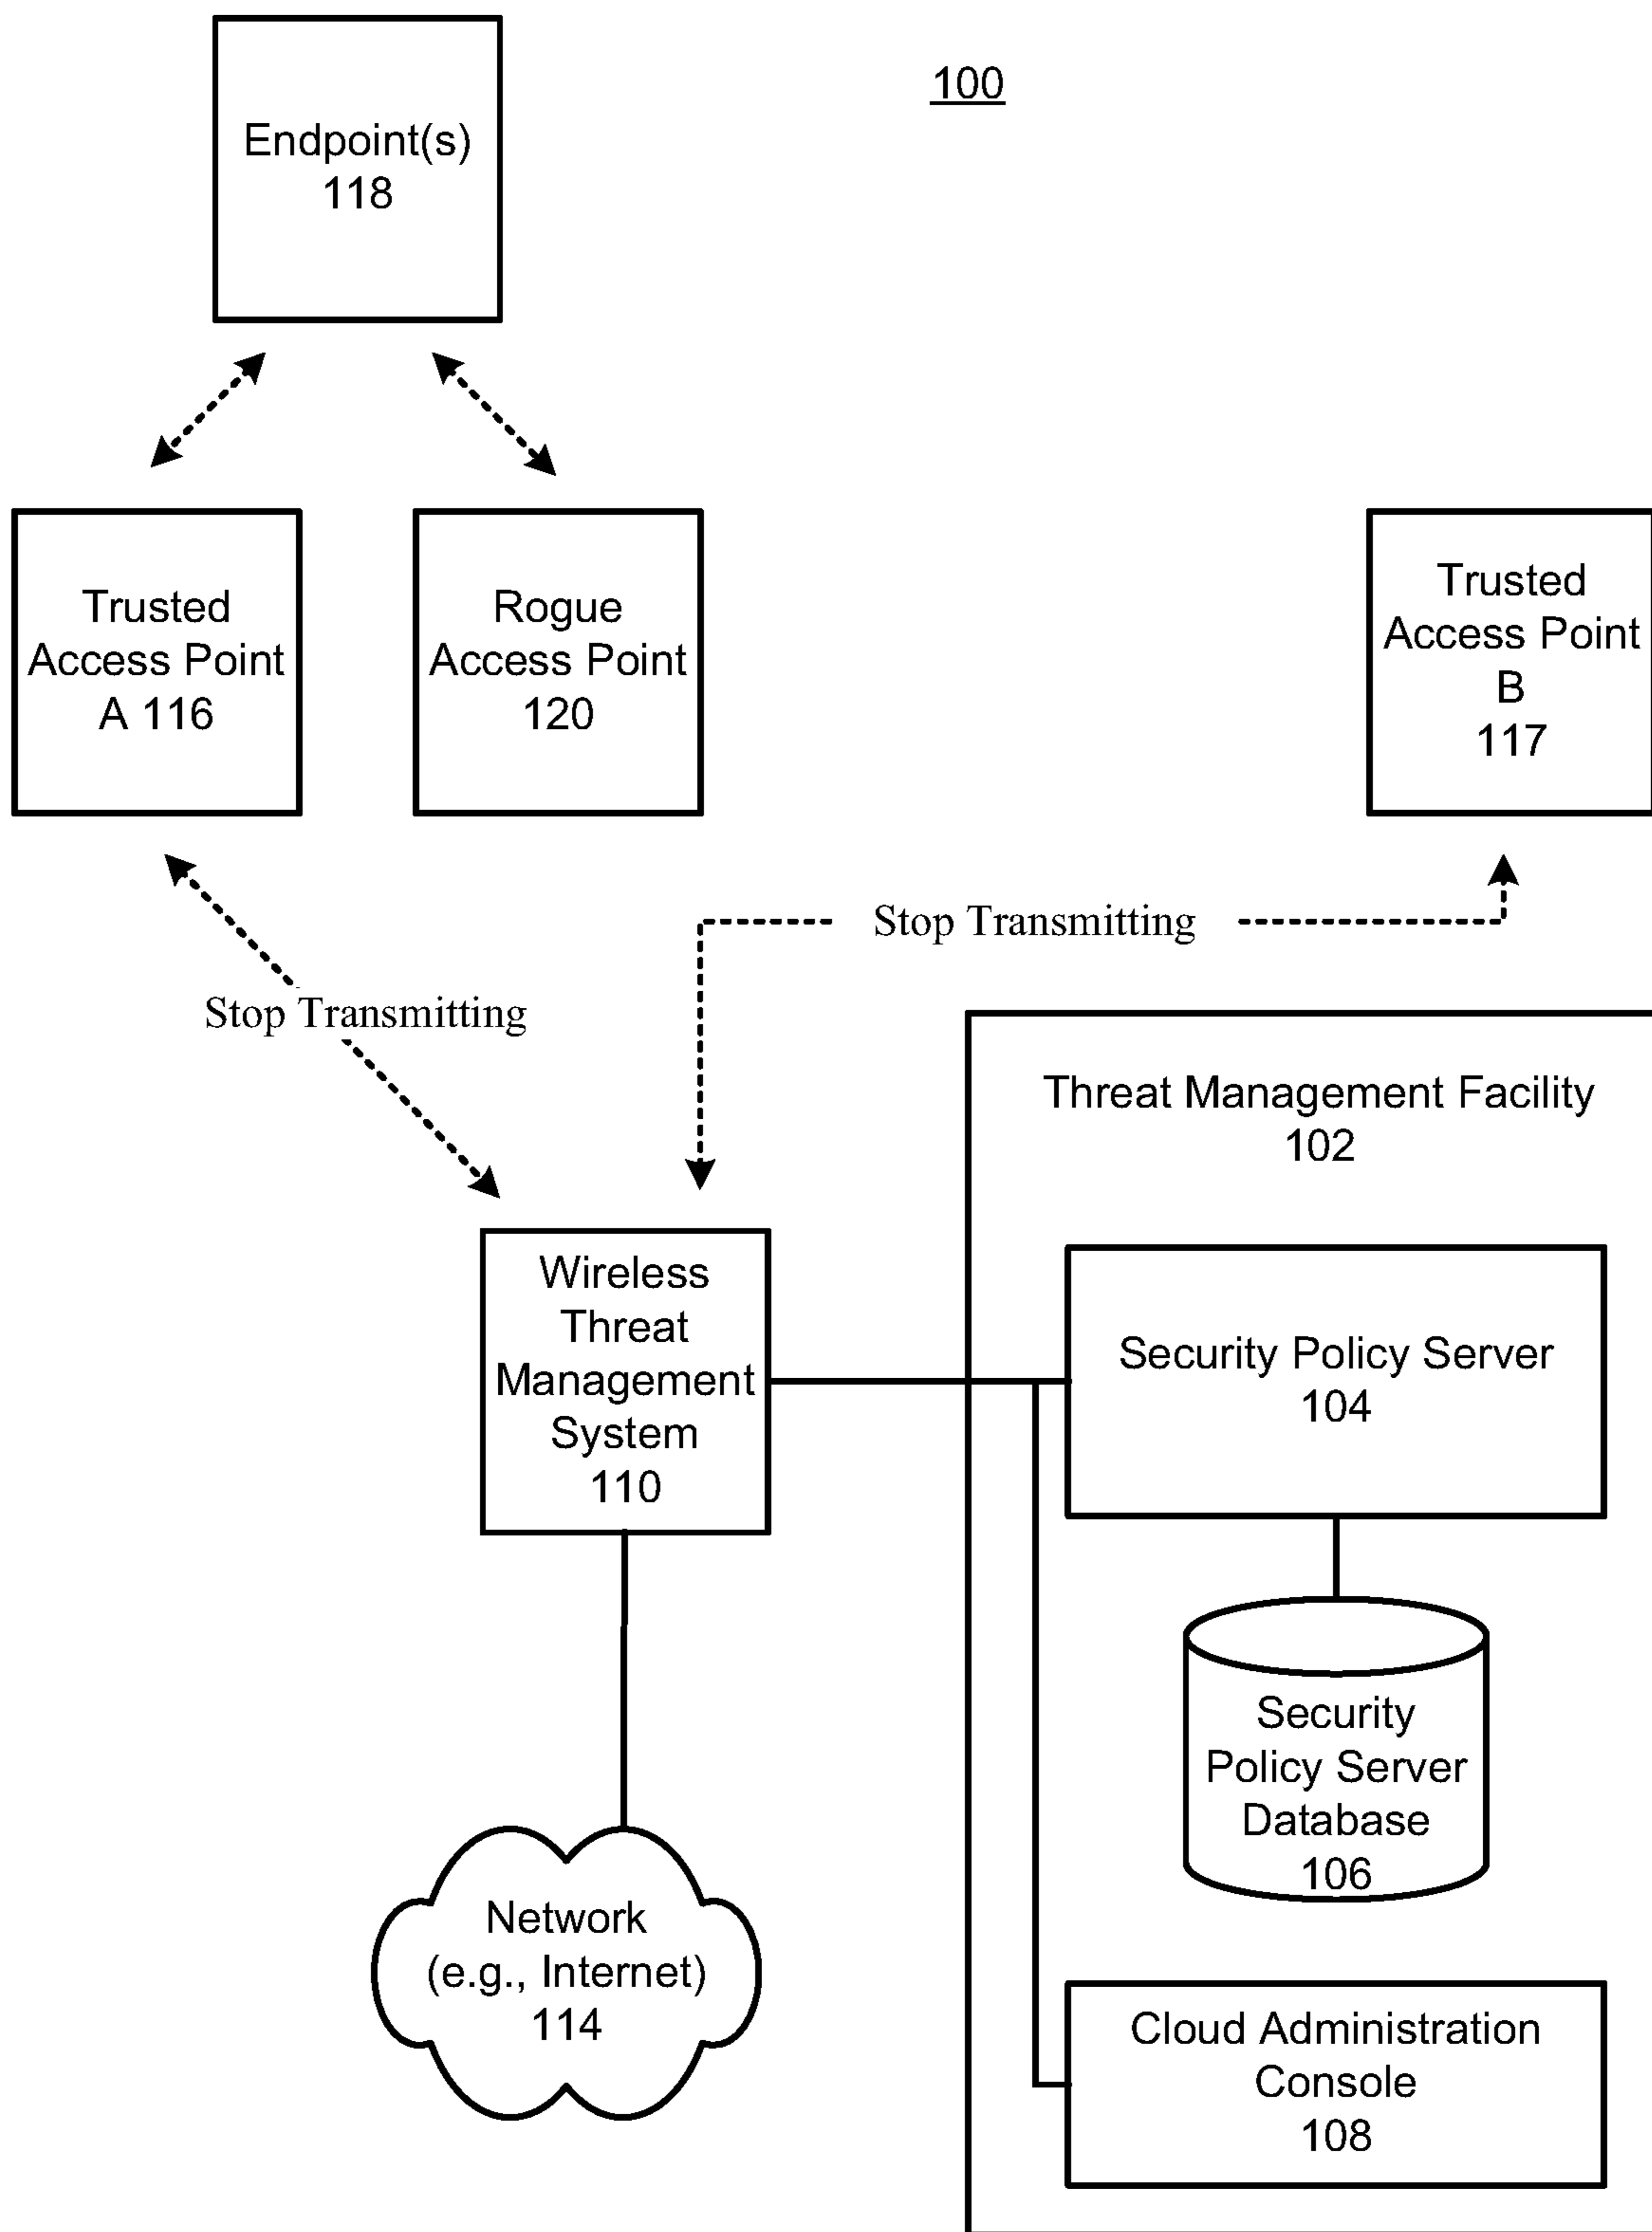 100
Endpoint(s)
118
Trusted
Access Point
A 116
Rogue
Access Point
120
Trusted
Access Point
B
117
Stop Transmitting
Stop Transmitting
Threat Management Facility
102
Wireless
Threat
Management
System
110
Security Policy Server
104
Security
Policy Server
Database
106
Network
(e.g., Internet)
114
Cloud Administration
Console
108